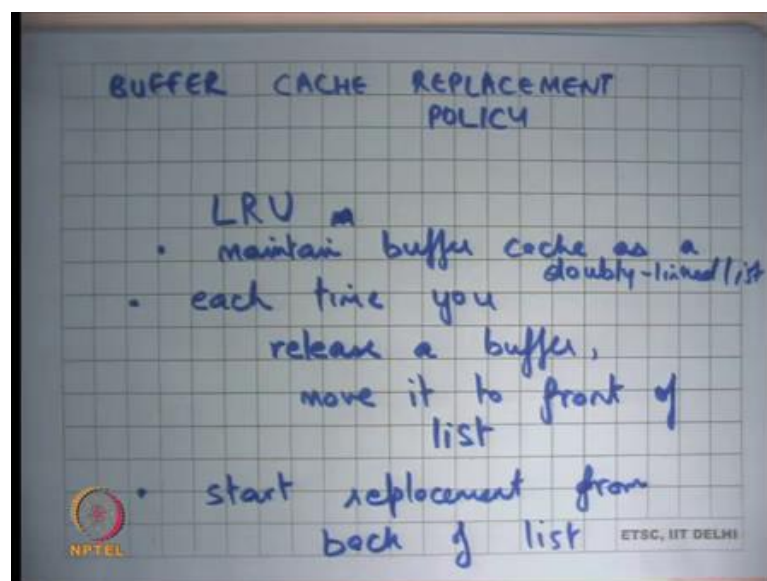 BUFFER CACHE REPLACEMENT
POLICY
LRU
• maintain buffer cache as a
doubly-linked list
• each time you
release a buffer,
move it to front of
list
• start replacement from
back of list
NPTEL
ETSC, IIT DELHI